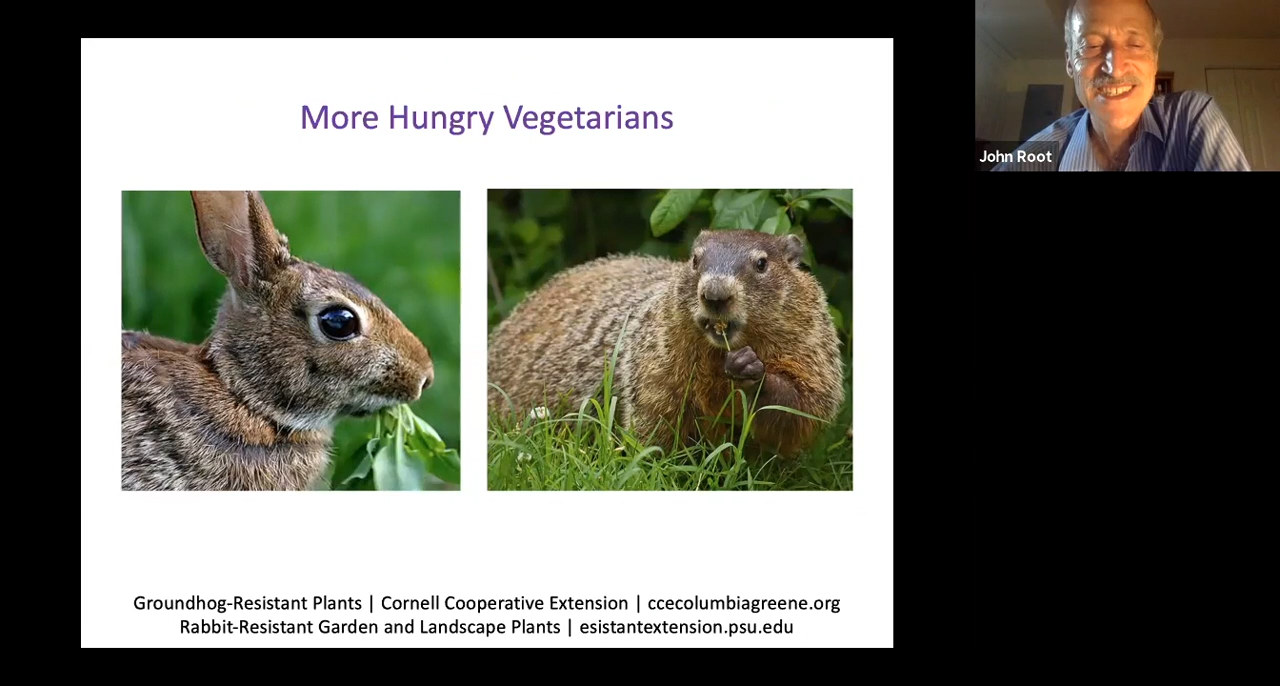 More Hungry Vegetarians
John Root
Groundhog-Resistant Plants | Cornell Cooperative Extension | ccecolumbiagreene.org
Rabbit-Resistant Garden and Landscape Plants | esistantextension.psu.edu